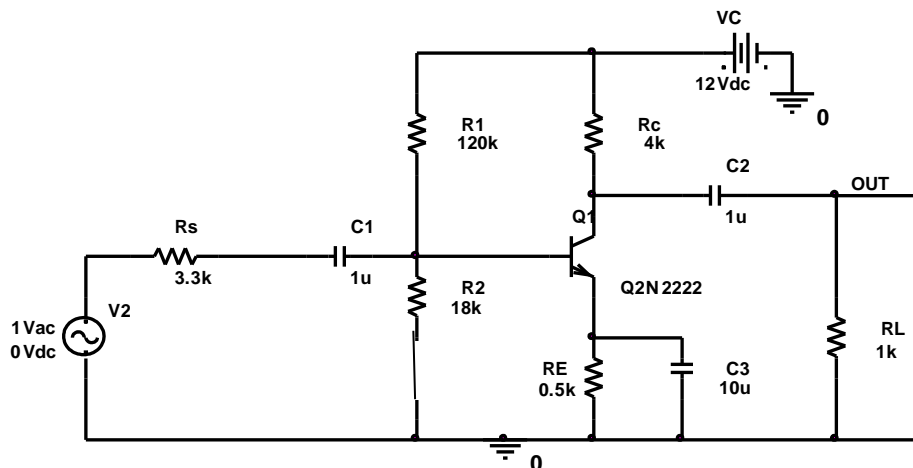 VC
12Vdc
0
R1
120k
Rc
4k
C2
1u
OUT
Q1
Rs
3.3k
C1
1u
R2
18k
Q2N2222
V2
1Vac
0Vdc
RE
0.5k
C3
10u
RL
1k
0